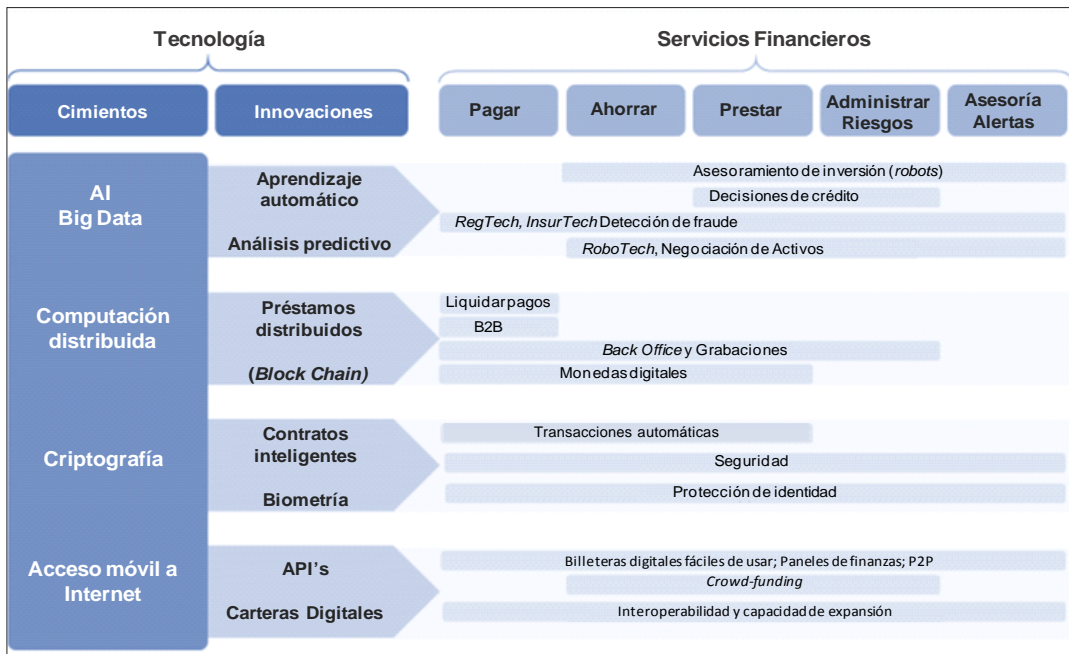 Tecnología
Servicios Financieros
Cimientos
Innovaciones
Pagar
Ahorrar
Prestar
Administrar
Riesgos
Asesoría
Alertas
AI
Big Data
Aprendizaje
automático
Análisis predictivo
Asesoramiento de inversión (robots)
Decisiones de crédito
RegTech, InsurTech Detección de fraude
RoboTech, Negociación de Activos
Computación
distribuida
Préstamos
distribuidos
(Block Chain)
Liquidar pagos
B2B
Back Office y Grabaciones
Monedas digitales
Criptografía
Contratos
inteligentes
Biometría
Transacciones automáticas
Seguridad
Protección de identidad
Acceso móvil a
Internet
API's
Carteras Digitales
Billeteras digitales fáciles de usar; Paneles de finanzas; P2P
Crowd-funding
Interoperabilidad y capacidad de expansión